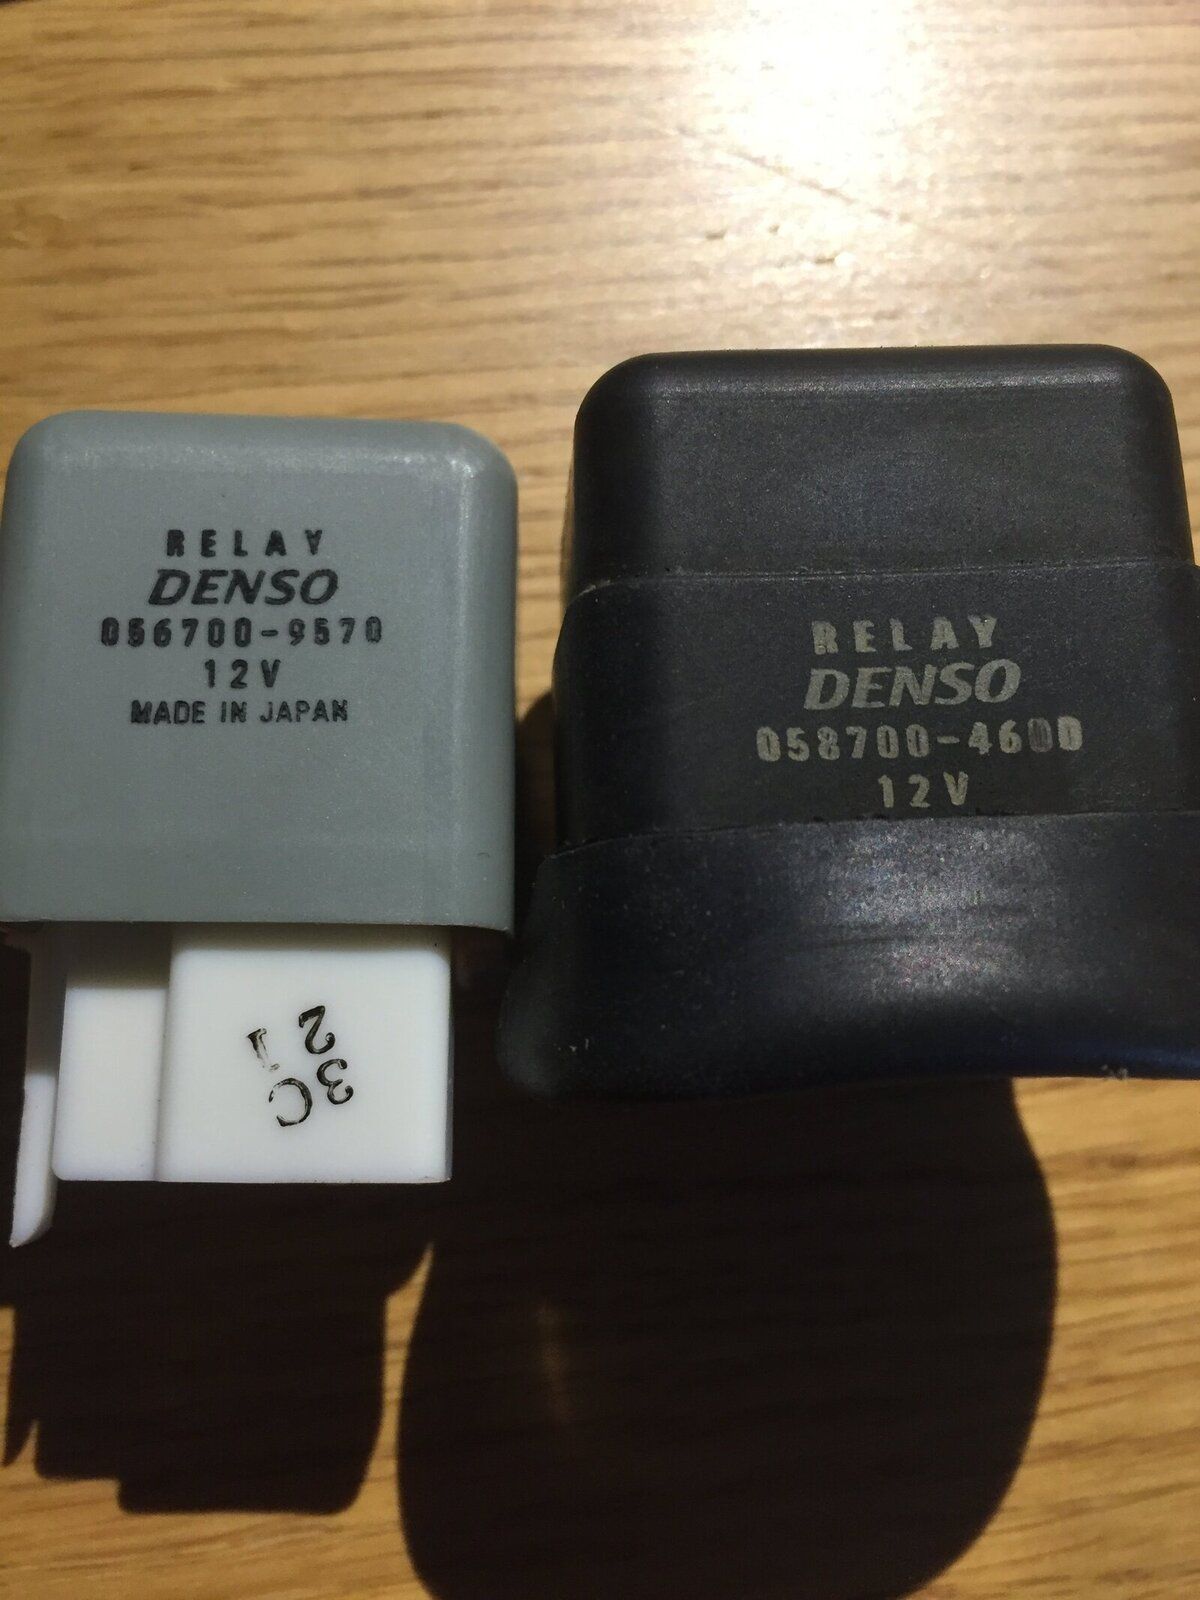 RELAY
DENSO
056700-9570
12V
MADE IN JAPAN
2
1
3C
RELAY
DENSO
058700-4600
12V